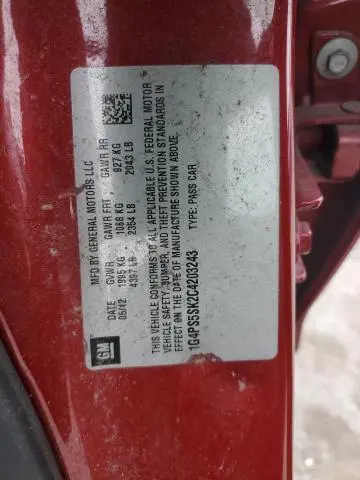 MFD BY GENERAL MOTORS LLC
DATE GVWR GAWR FRT GAWR RR
05/12 1995 KG 1068 KG 927 KG
4397 LB 2354 LB 2043 LB
THIS VEHICLE CONFORMS TO ALL APPLICABLE U.S. FEDERAL MOTOR
VEHICLE SAFETY, BUMPER, AND THEFT PREVENTION STANDARDS IN
EFFECT ON THE DATE OF MANUFACTURE SHOWN ABOVE.
1G4PS5SK2C4203243 TYPE: PASS CAR
GM